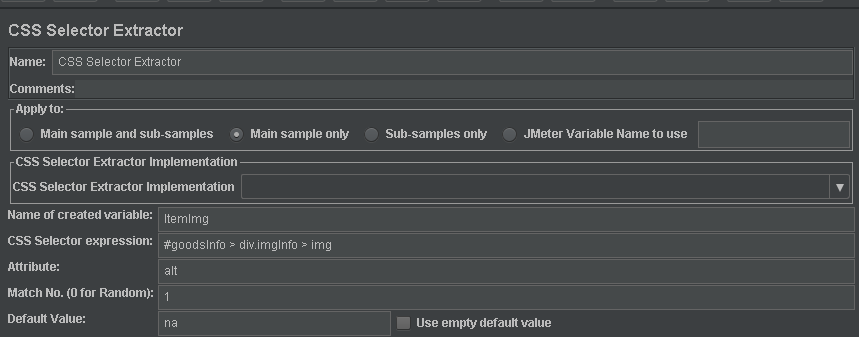 CSS Selector Extractor
Name: CSS Selector Extractor
Comments:
Apply to:
Main sample and sub-samples Main sample only Sub-samples only JMeter Variable Name to use
CSS Selector Extractor Implementation
CSS Selector Extractor Implementation
Name of created variable: ItemImg
CSS Selector expression: #goodsInfo > div.imgInfo > img
Attribute: alt
Match No. (0 for Random): 1
Default Value: na Use empty default value